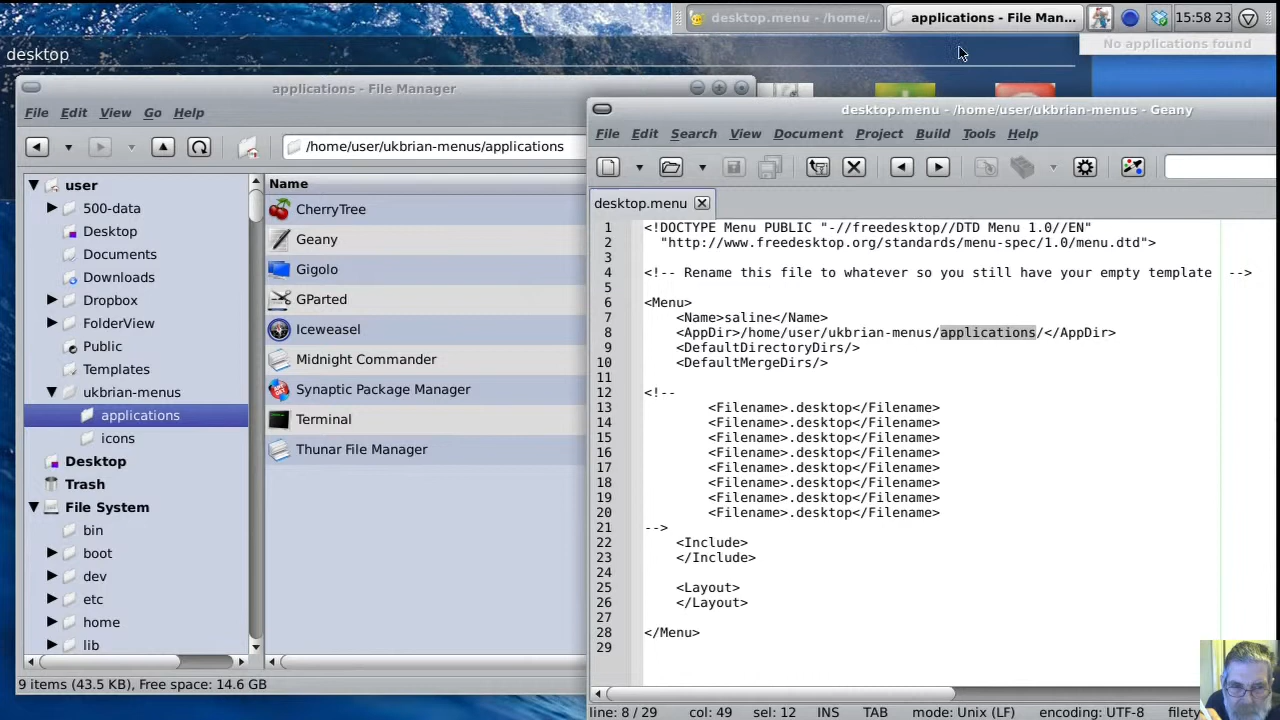 desktop.menu - /home/...
applications - File Man...
15:58 23
No applications found
desktop
applications - File Manager
File Edit View Go Help
/home/user/ukbrian-menus/applications
user
500-data
Desktop
Documents
Downloads
Dropbox
FolderView
Public
Templates
ukbrian-menus
applications
icons
Desktop
Trash
File System
bin
boot
dev
etc
home
lib
Name
CherryTree
Geany
Gigolo
GParted
Iceweasel
Midnight Commander
Synaptic Package Manager
Terminal
Thunar File Manager
9 items (43.5 KB), Free space: 14.6 GB
desktop.menu - /home/user/ukbrian-menus - Geany
File Edit Search View Document Project Build Tools Help
desktop.menu
1 <!DOCTYPE Menu PUBLIC "-//freedesktop//DTD Menu 1.0//EN"
2 "http://www.freedesktop.org/standards/menu-spec/1.0/menu.dtd">
3
4 <!-- Rename this file to whatever so you still have your empty template -->
5
6 <Menu>
7 <Name>saline</Name>
8 <AppDir>/home/user/ukbrian-menus/applications/</AppDir>
9 <DefaultDirectoryDirs/>
10 <DefaultMergeDirs/>
11
12 <!--
13 <Filename>.desktop</Filename>
14 <Filename>.desktop</Filename>
15 <Filename>.desktop</Filename>
16 <Filename>.desktop</Filename>
17 <Filename>.desktop</Filename>
18 <Filename>.desktop</Filename>
19 <Filename>.desktop</Filename>
20 <Filename>.desktop</Filename>
21 -->
22 <Include>
23 </Include>
24
25 <Layout>
26 </Layout>
27
28 </Menu>
29
line: 8 / 29 col: 49 sel: 12 INS TAB mode: Unix (LF) encoding: UTF-8 filety